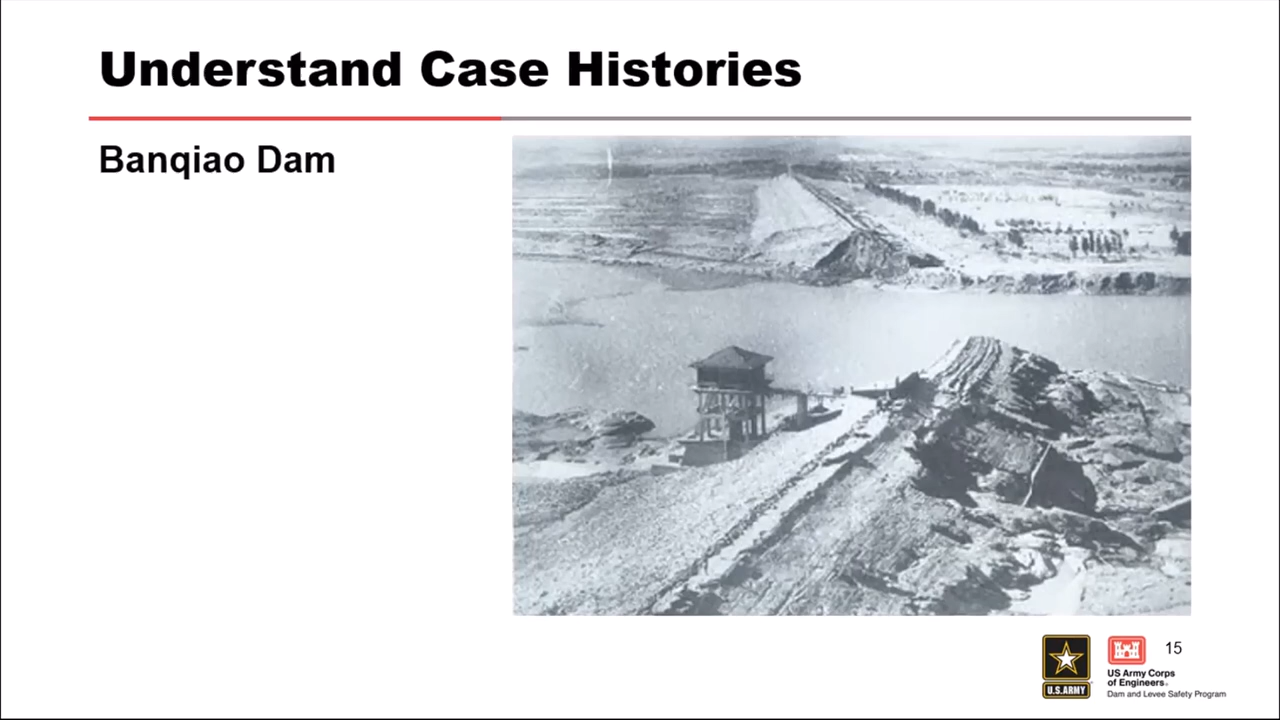 Understand Case Histories
Banqiao Dam
15
U.S.ARMY
US Army Corps
of Engineers®
Dam and Levee Safety Program